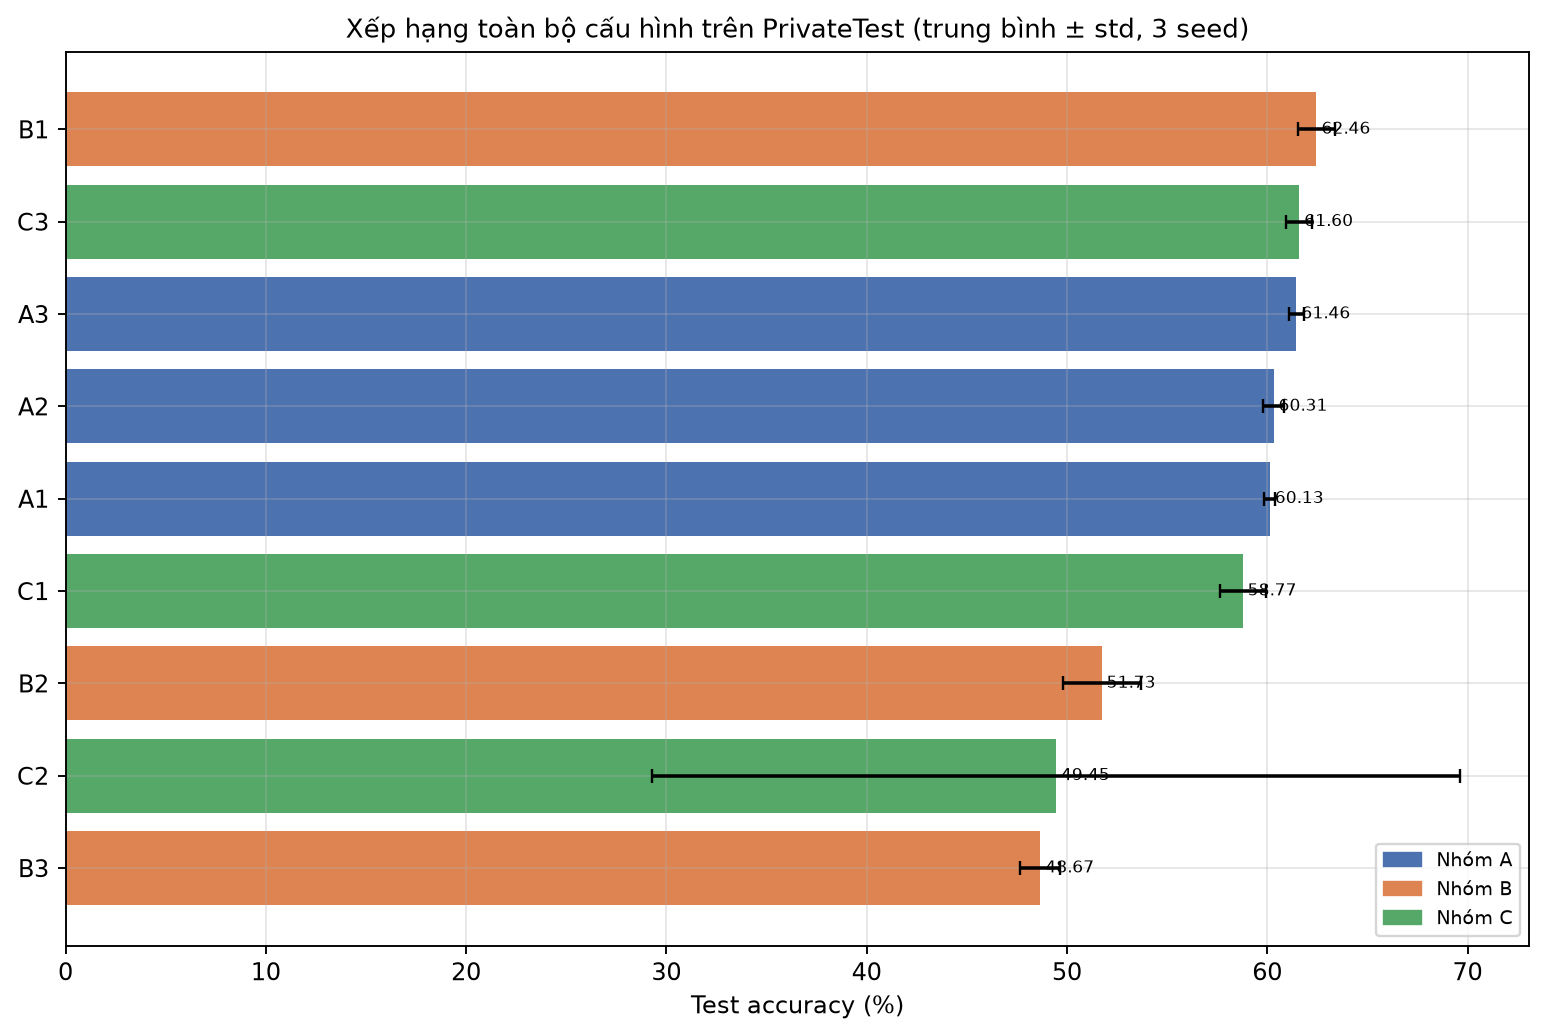 Xếp hạng toàn bộ cấu hình trên PrivateTest (trung bình ± std, 3 seed)
B1
62.46
C3
61.60
A3
61.46
A2
60.31
A1
60.13
C1
58.77
B2
51.73
C2
49.45
B3
48.67
Nhóm A
Nhóm B
Nhóm C
0 10 20 30 40 50 60 70
Test accuracy (%)